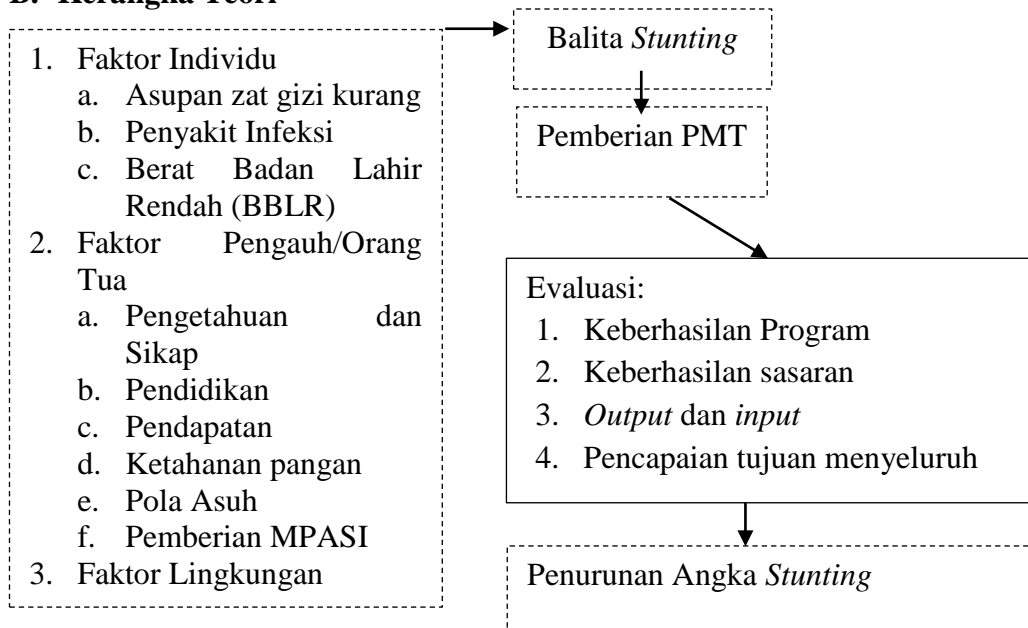 B. Kerangka Teori
1. Faktor Individu
a. Asupan zat gizi kurang
b. Penyakit Infeksi
c. Berat Badan Lahir
Rendah (BBLR)
2. Faktor Pengauh/Orang
Tua
a. Pengetahuan dan
Sikap
b. Pendidikan
c. Pendapatan
d. Ketahanan pangan
e. Pola Asuh
f. Pemberian MPASI
3. Faktor Lingkungan
Balita Stunting
Pemberian PMT
Evaluasi:
1. Keberhasilan Program
2. Keberhasilan sasaran
3. Output dan input
4. Pencapaian tujuan menyeluruh
Penurunan Angka Stunting